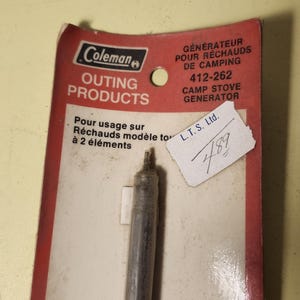 Coleman
OUTING
PRODUCTS
GÉNÉRATEUR
POUR RÉCHAUDS
DE CAMPING
412-262
CAMP STOVE
GENERATOR
Pour usage sur
Réchauds modèle
à 2 éléments
L.T.S. Ltd.
4.89